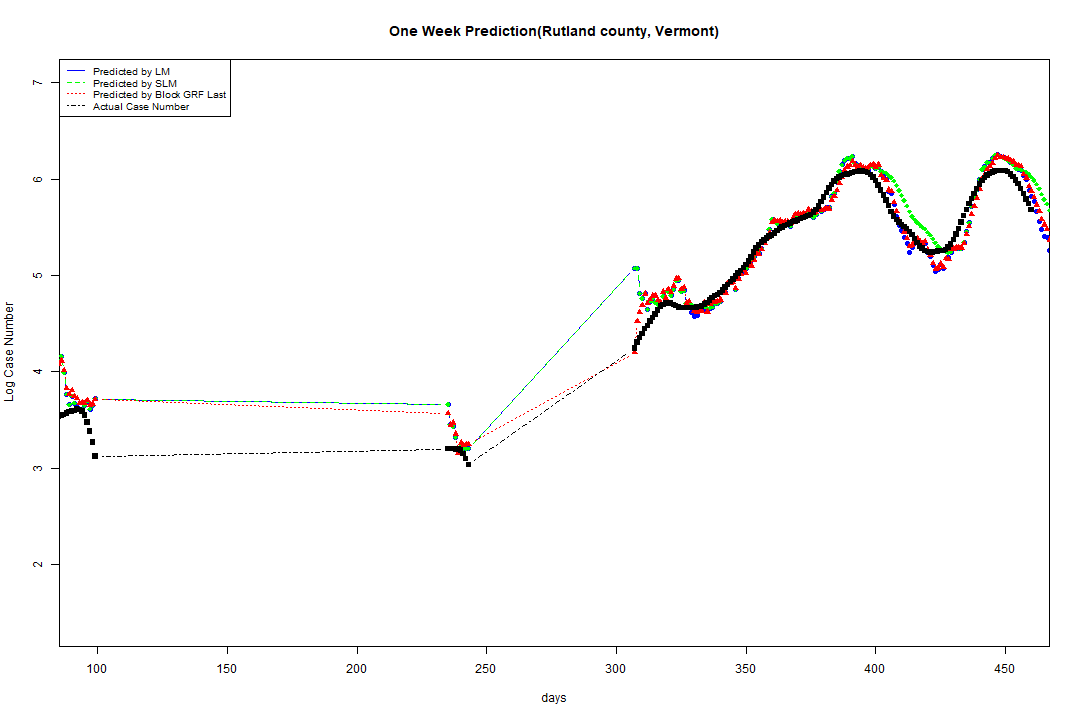 One Week Prediction(Rutland county, Vermont)
Predicted by LM
Predicted by SLM
Predicted by Block GRF Last
Actual Case Number
7
6
5
4
3
2
Log Case Number
100 150 200 250 300 350 400 450
days